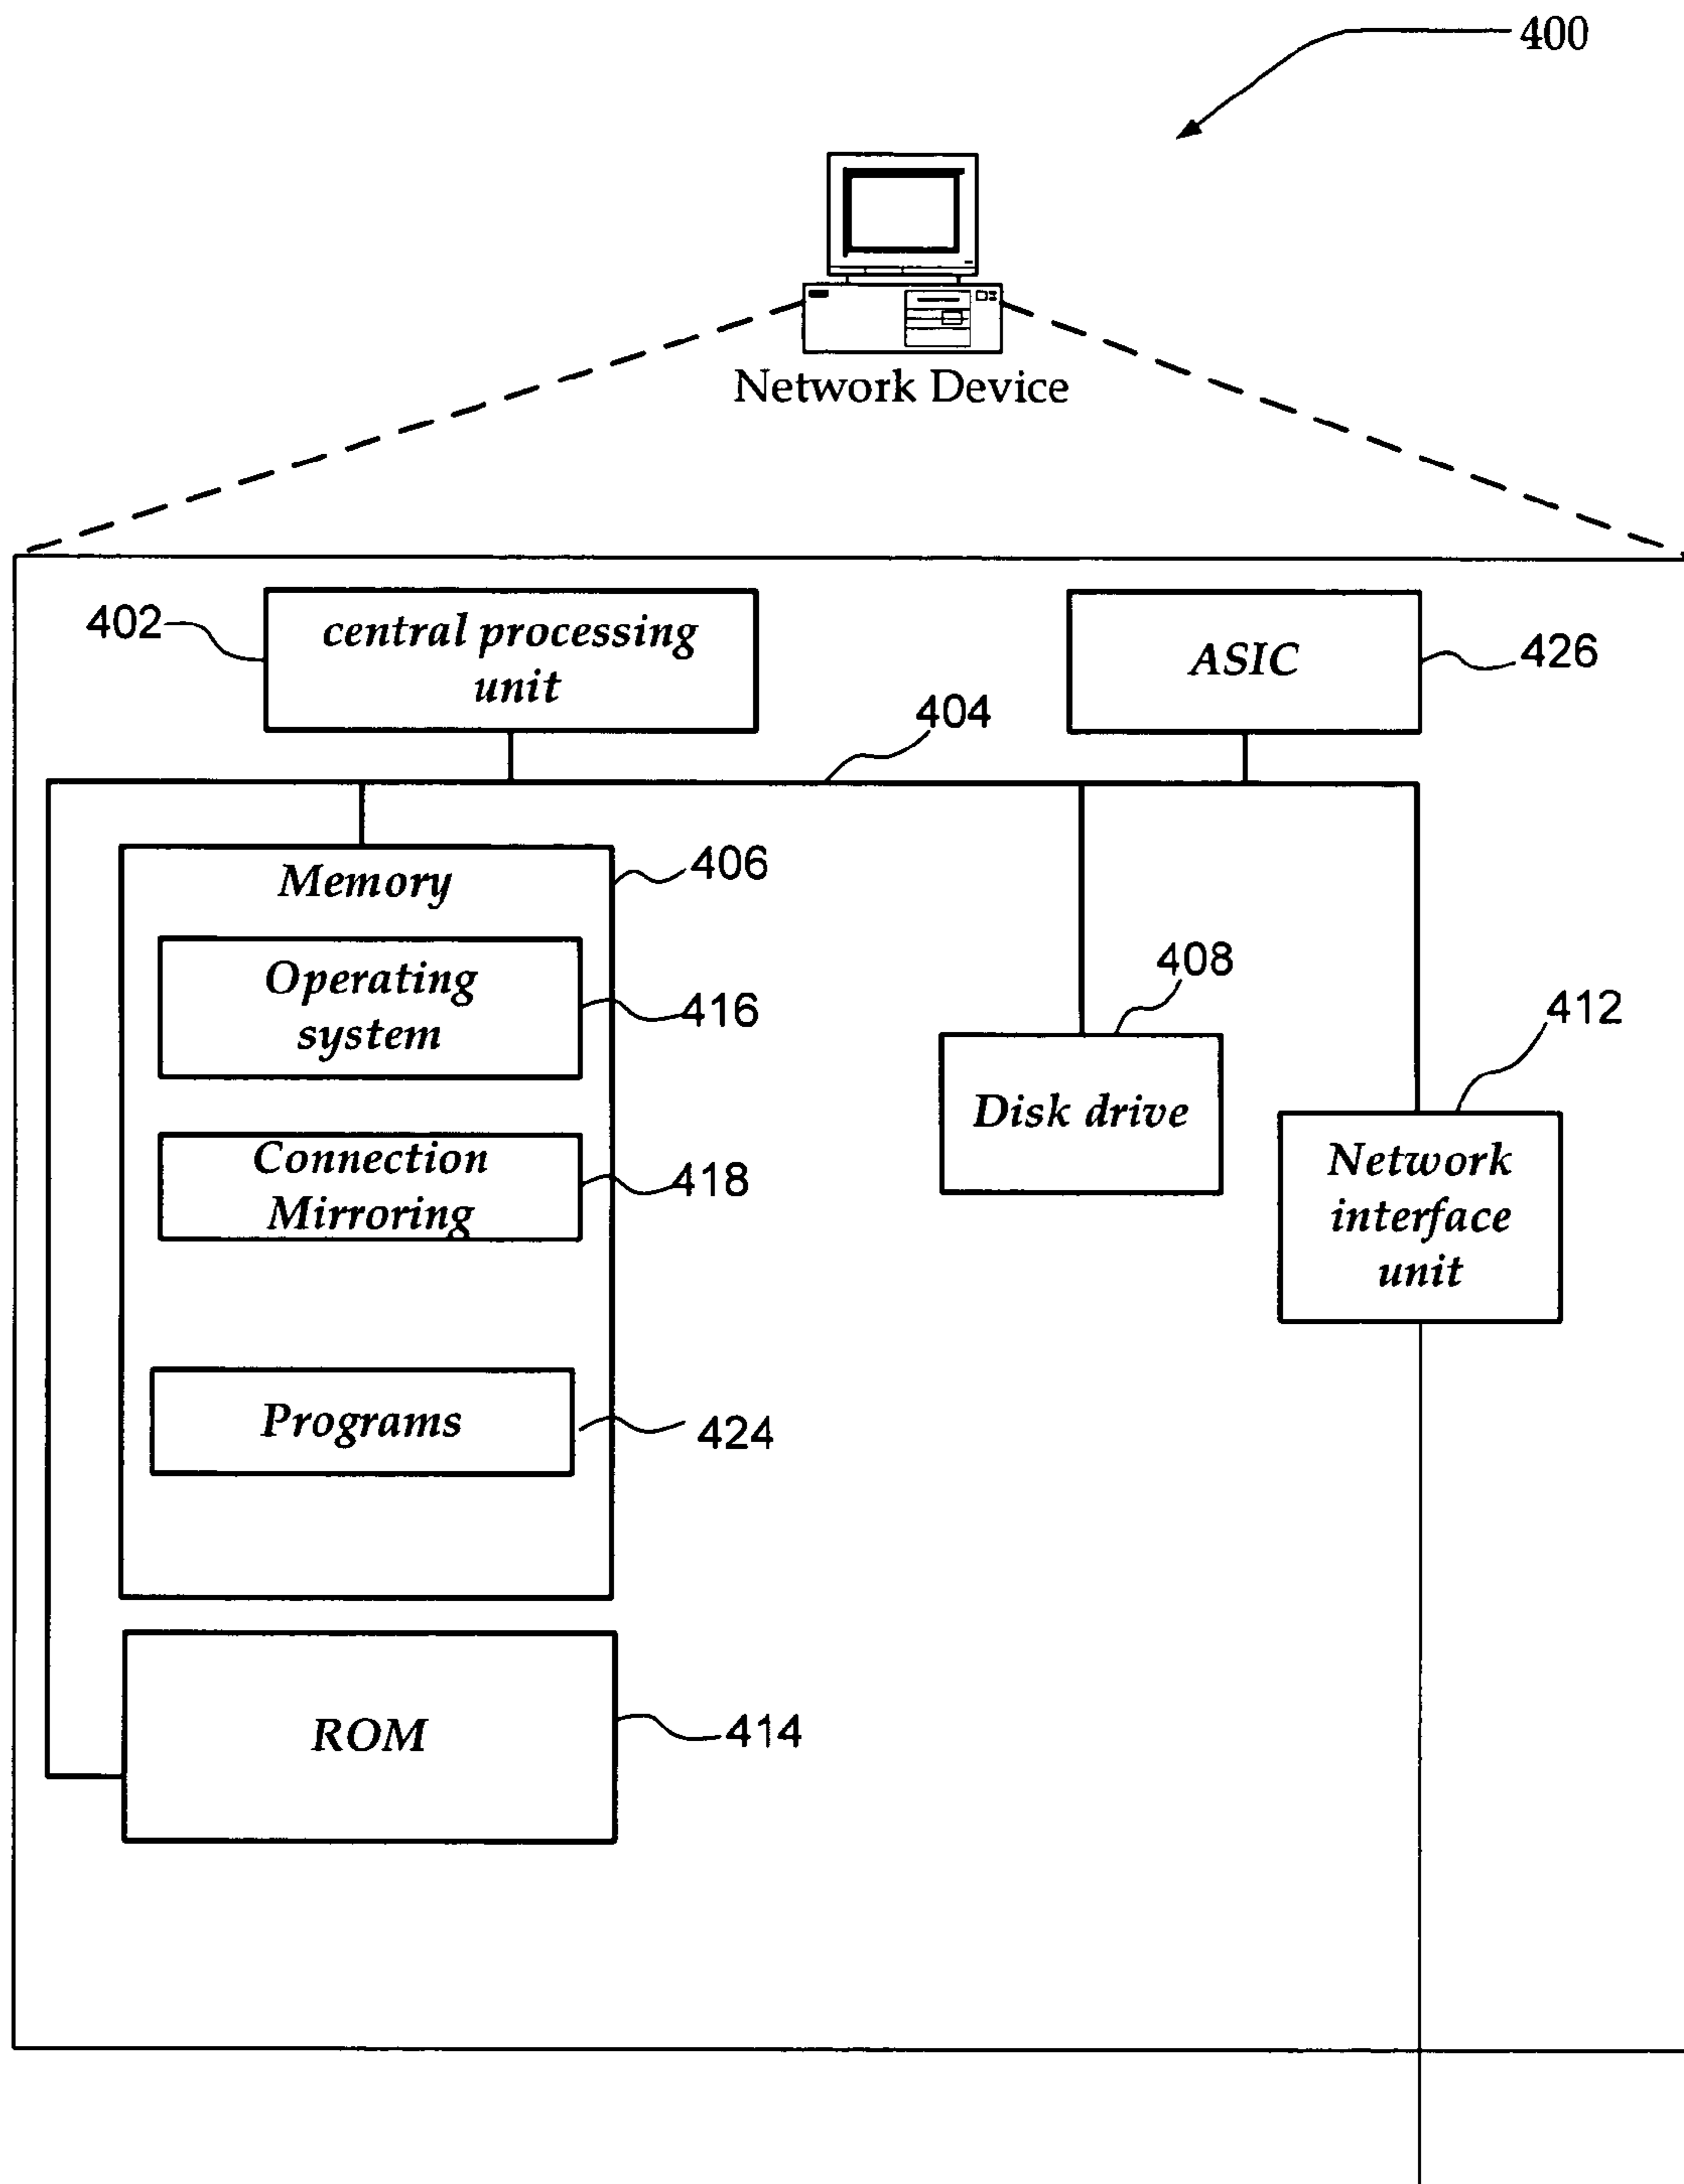 400
Network Device
402
central processing
unit
ASIC
426
404
Memory
406
Operating
system
416
408
412
Disk drive
Connection
Mirroring
418
Network
interface
unit
Programs
424
ROM
414